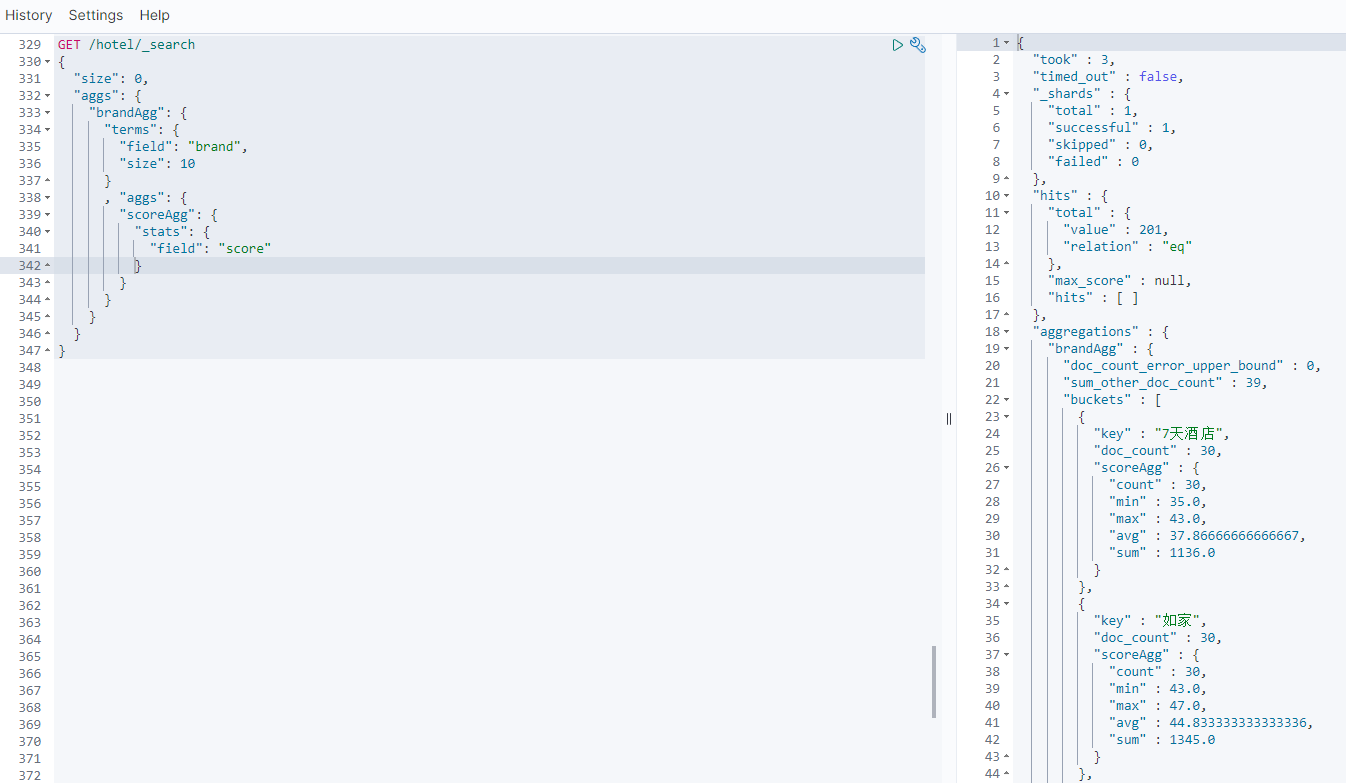 History Settings Help
329 GET /hotel/_search
330 {
331 "size": 0,
332 "aggs": {
333 "brandAgg": {
334 "terms": {
335 "field": "brand",
336 "size": 10
337 }
338 , "aggs": {
339 "scoreAgg": {
340 "stats": {
341 "field": "score"
342 }
343 }
344 }
345 }
346 }
347 }
348
349
350
351
352
353
354
355
356
357
358
359
360
361
362
363
364
365
366
367
368
369
370
371
372
1 {
2 "took" : 3,
3 "timed_out" : false,
4 "_shards" : {
5 "total" : 1,
6 "successful" : 1,
7 "skipped" : 0,
8 "failed" : 0
9 },
10 "hits" : {
11 "total" : {
12 "value" : 201,
13 "relation" : "eq"
14 },
15 "max_score" : null,
16 "hits" : [ ]
17 },
18 "aggregations" : {
19 "brandAgg" : {
20 "doc_count_error_upper_bound" : 0,
21 "sum_other_doc_count" : 39,
22 "buckets" : [
23 {
24 "key" : "7天酒店",
25 "doc_count" : 30,
26 "scoreAgg" : {
27 "count" : 30,
28 "min" : 35.0,
29 "max" : 43.0,
30 "avg" : 37.86666666666667,
31 "sum" : 1136.0
32 }
33 },
34 {
35 "key" : "如家",
36 "doc_count" : 30,
37 "scoreAgg" : {
38 "count" : 30,
39 "min" : 43.0,
40 "max" : 47.0,
41 "avg" : 44.833333333333336,
42 "sum" : 1345.0
43 }
44 },